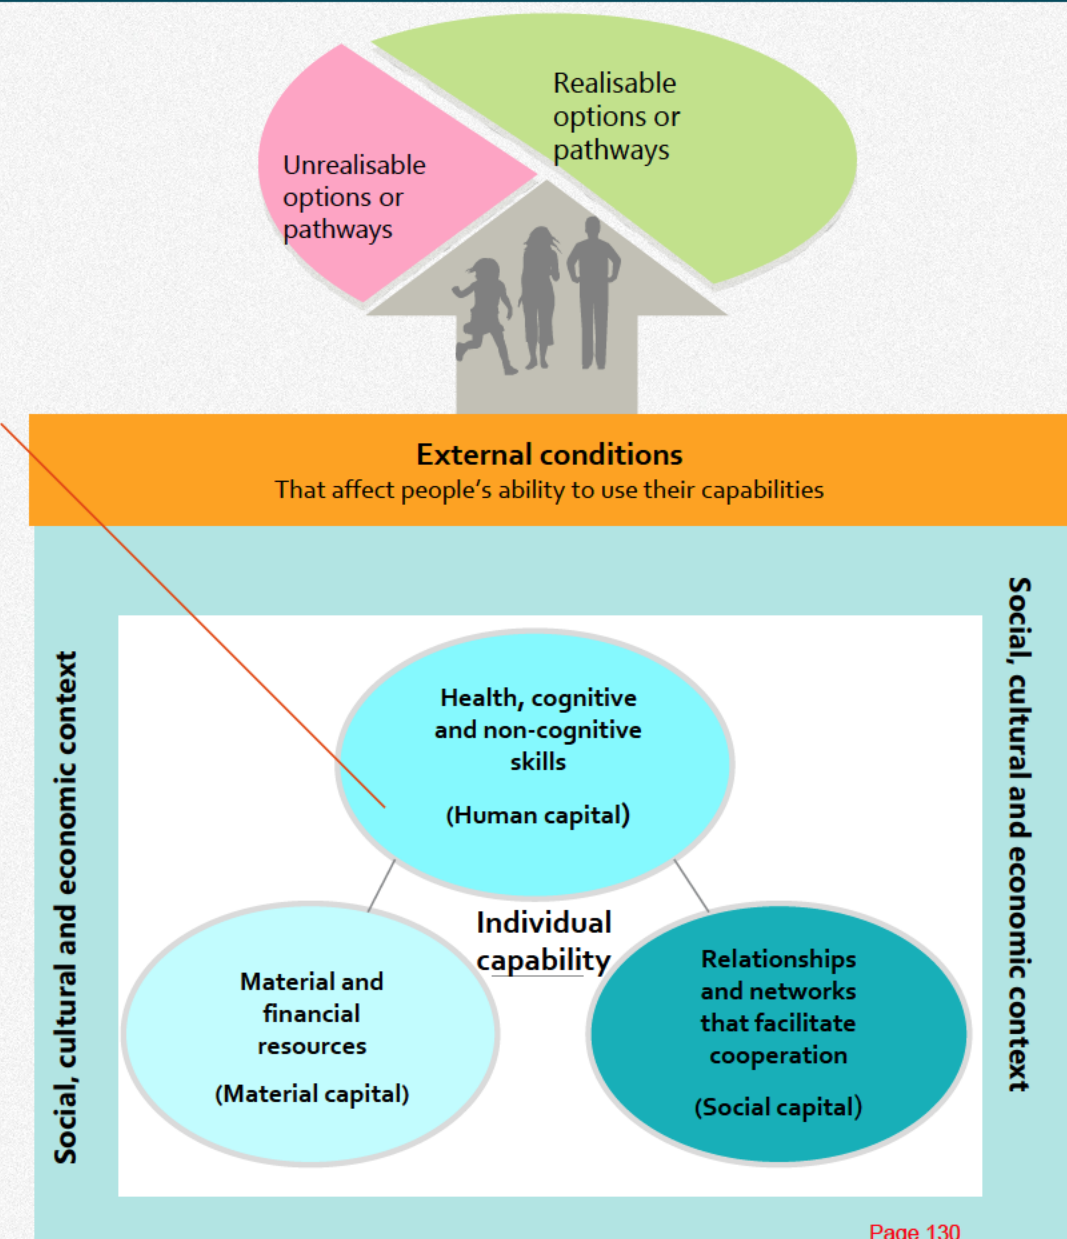 Realisable
options or
pathways
Unrealisable
options or
pathways
External conditions
That affect people's ability to use their capabilities
Social, cultural and economic context
Social, cultural and economic context
Health, cognitive
and non-cognitive
skills
(Human capital)
Individual
capability
Material and
financial
resources
(Material capital)
Relationships
and networks
that facilitate
cooperation
(Social capital)
Page 130